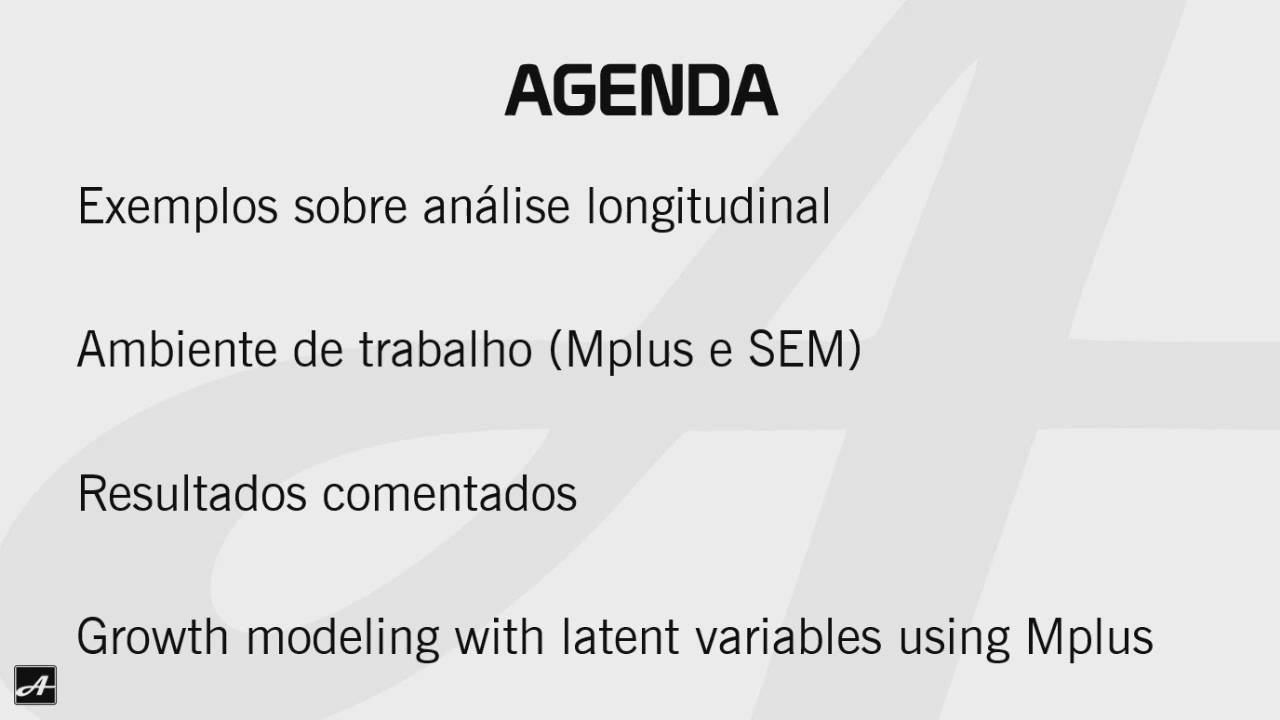 AGENDA
Exemplos sobre análise longitudinal
Ambiente de trabalho (Mplus e SEM)
Resultados comentados
Growth modeling with latent variables using Mplus
A